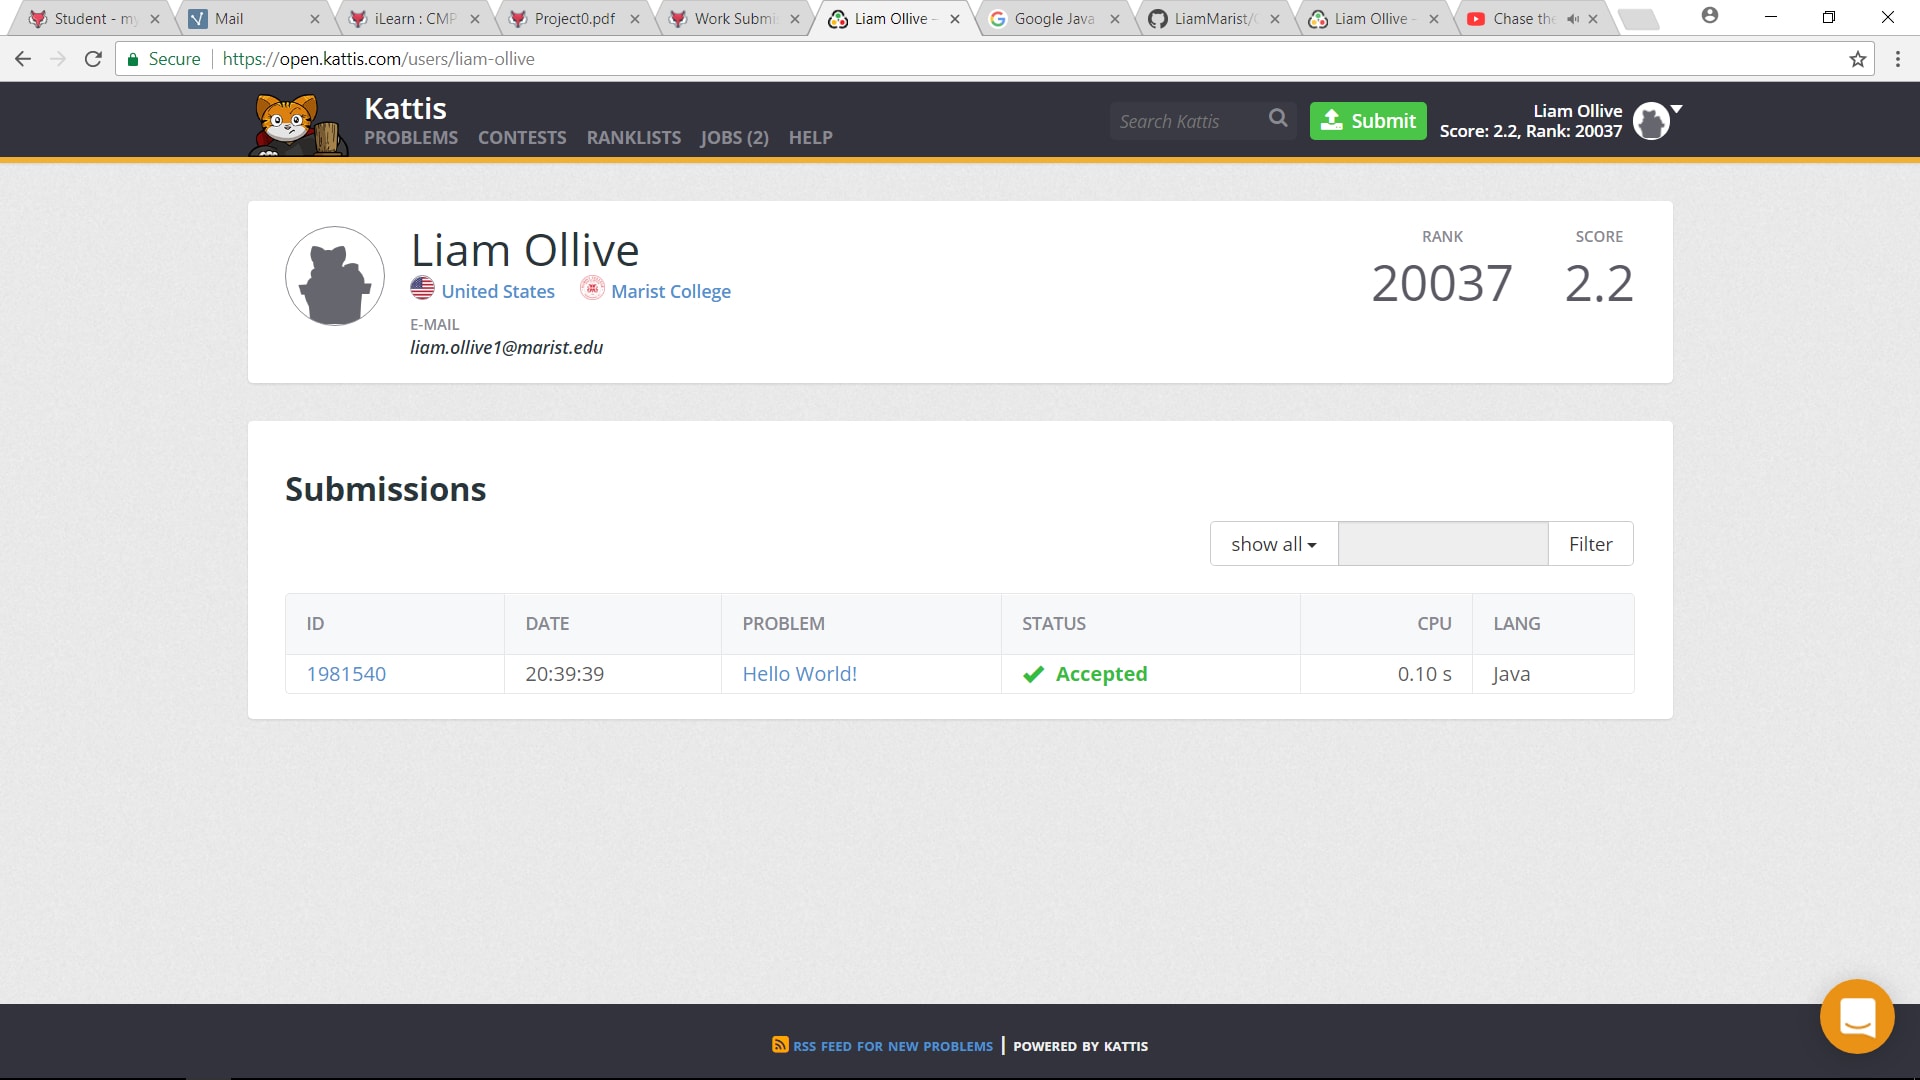 Student - my
Mail
iLearn : CMP
Project0.pdf
Work Submi
Liam Ollive -
Google Java
LiamMarist/
Liam Ollive -
Chase the
Secure https://open.kattis.com/users/liam-ollive
Kattis
PROBLEMS CONTESTS RANKLISTS JOBS (2) HELP
Search Kattis
Submit
Liam Ollive
Score: 2.2, Rank: 20037
Liam Ollive
United States Marist College
E-MAIL
liam.ollive1@marist.edu
RANK SCORE
20037 2.2
Submissions
show all Filter
ID DATE PROBLEM STATUS CPU LANG
1981540 20:39:39 Hello World! Accepted 0.10 s Java
RSS FEED FOR NEW PROBLEMS | POWERED BY KATTIS